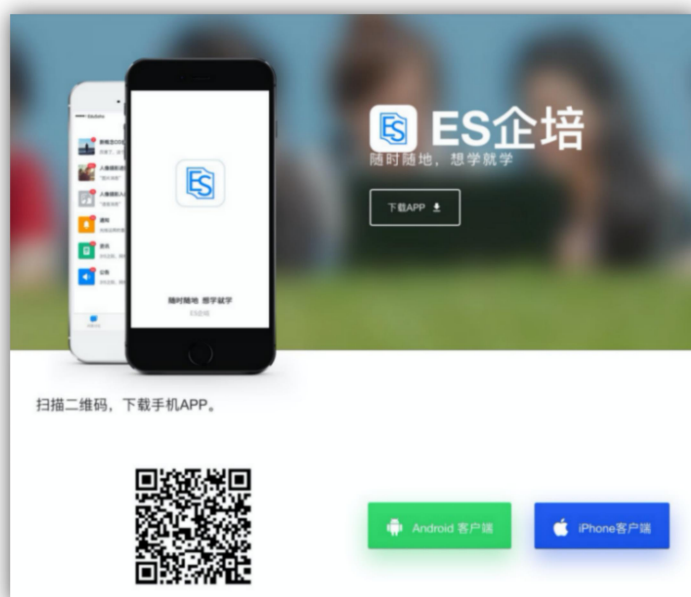 ES企培
随时随地，想学就学
下载APP
ES
随时随地 想学就学
ES企培
扫描二维码，下载手机APP。
Android 客户端
iPhone客户端